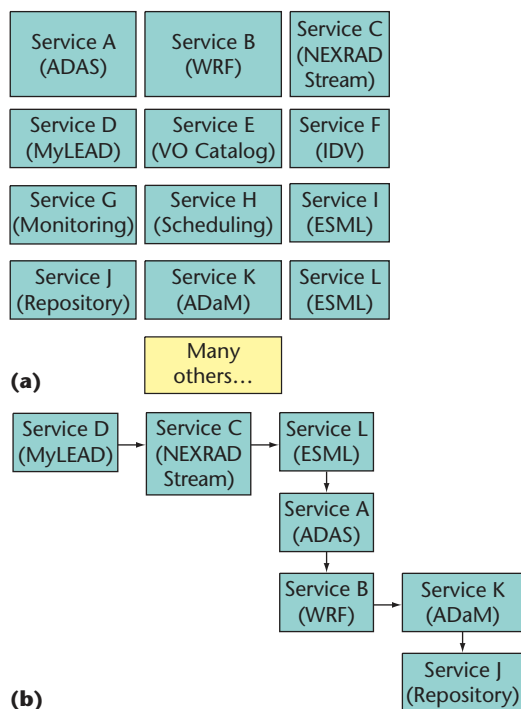 Service A
(ADAS)
Service B
(WRF)
Service C
(NEXRAD
Stream)
Service D
(MyLEAD)
Service E
(VO Catalog)
Service F
(IDV)
Service G
(Monitoring)
Service H
(Scheduling)
Service I
(ESML)
Service J
(Repository)
Service K
(ADaM)
Service L
(ESML)
Many
others...
(a)
Service D
(MyLEAD)
Service C
(NEXRAD
Stream)
Service L
(ESML)
Service A
(ADAS)
Service B
(WRF)
Service K
(ADaM)
Service J
(Repository)
(b)